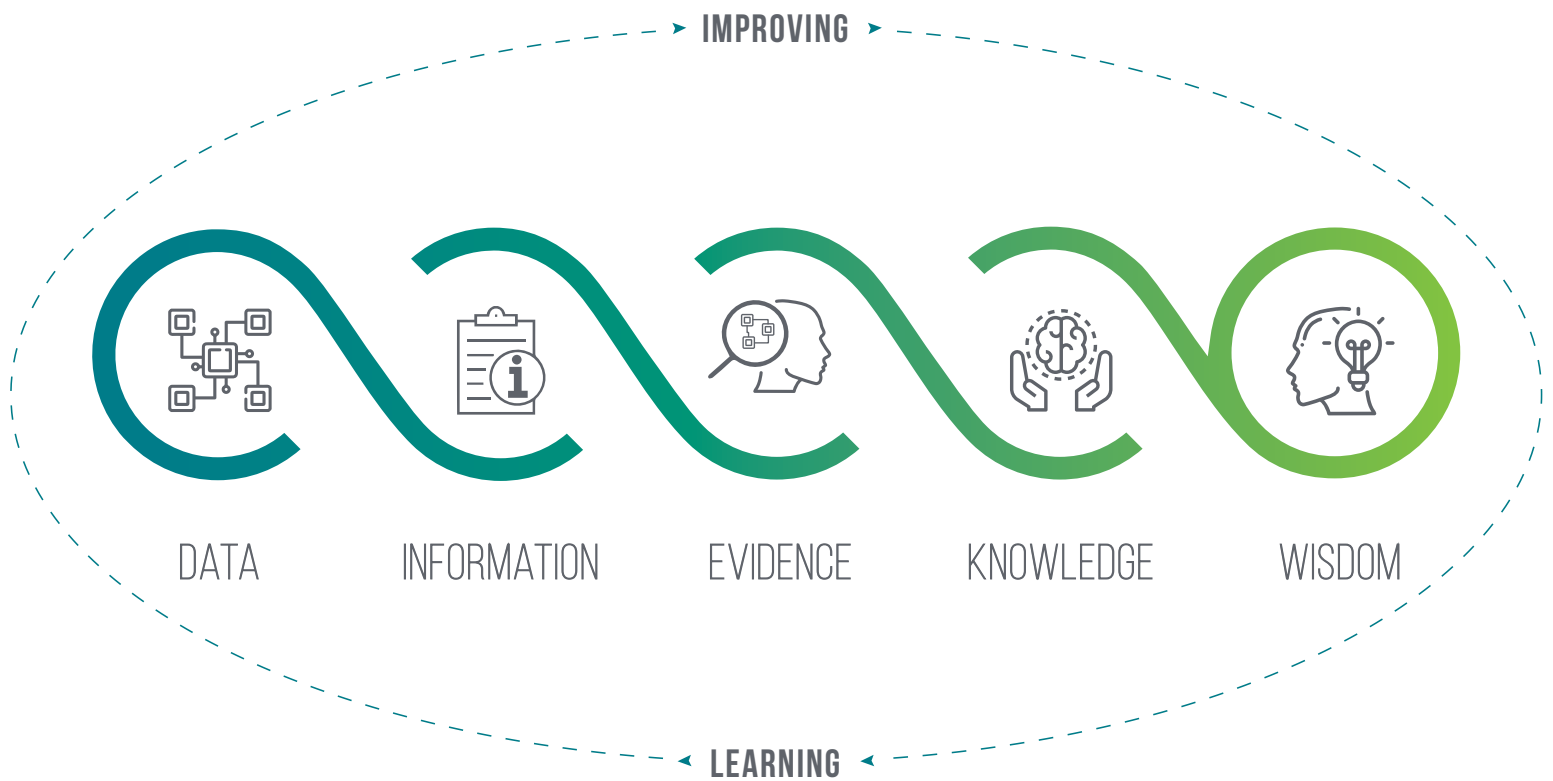 IMPROVING
DATA
INFORMATION
EVIDENCE
KNOWLEDGE
WISDOM
LEARNING